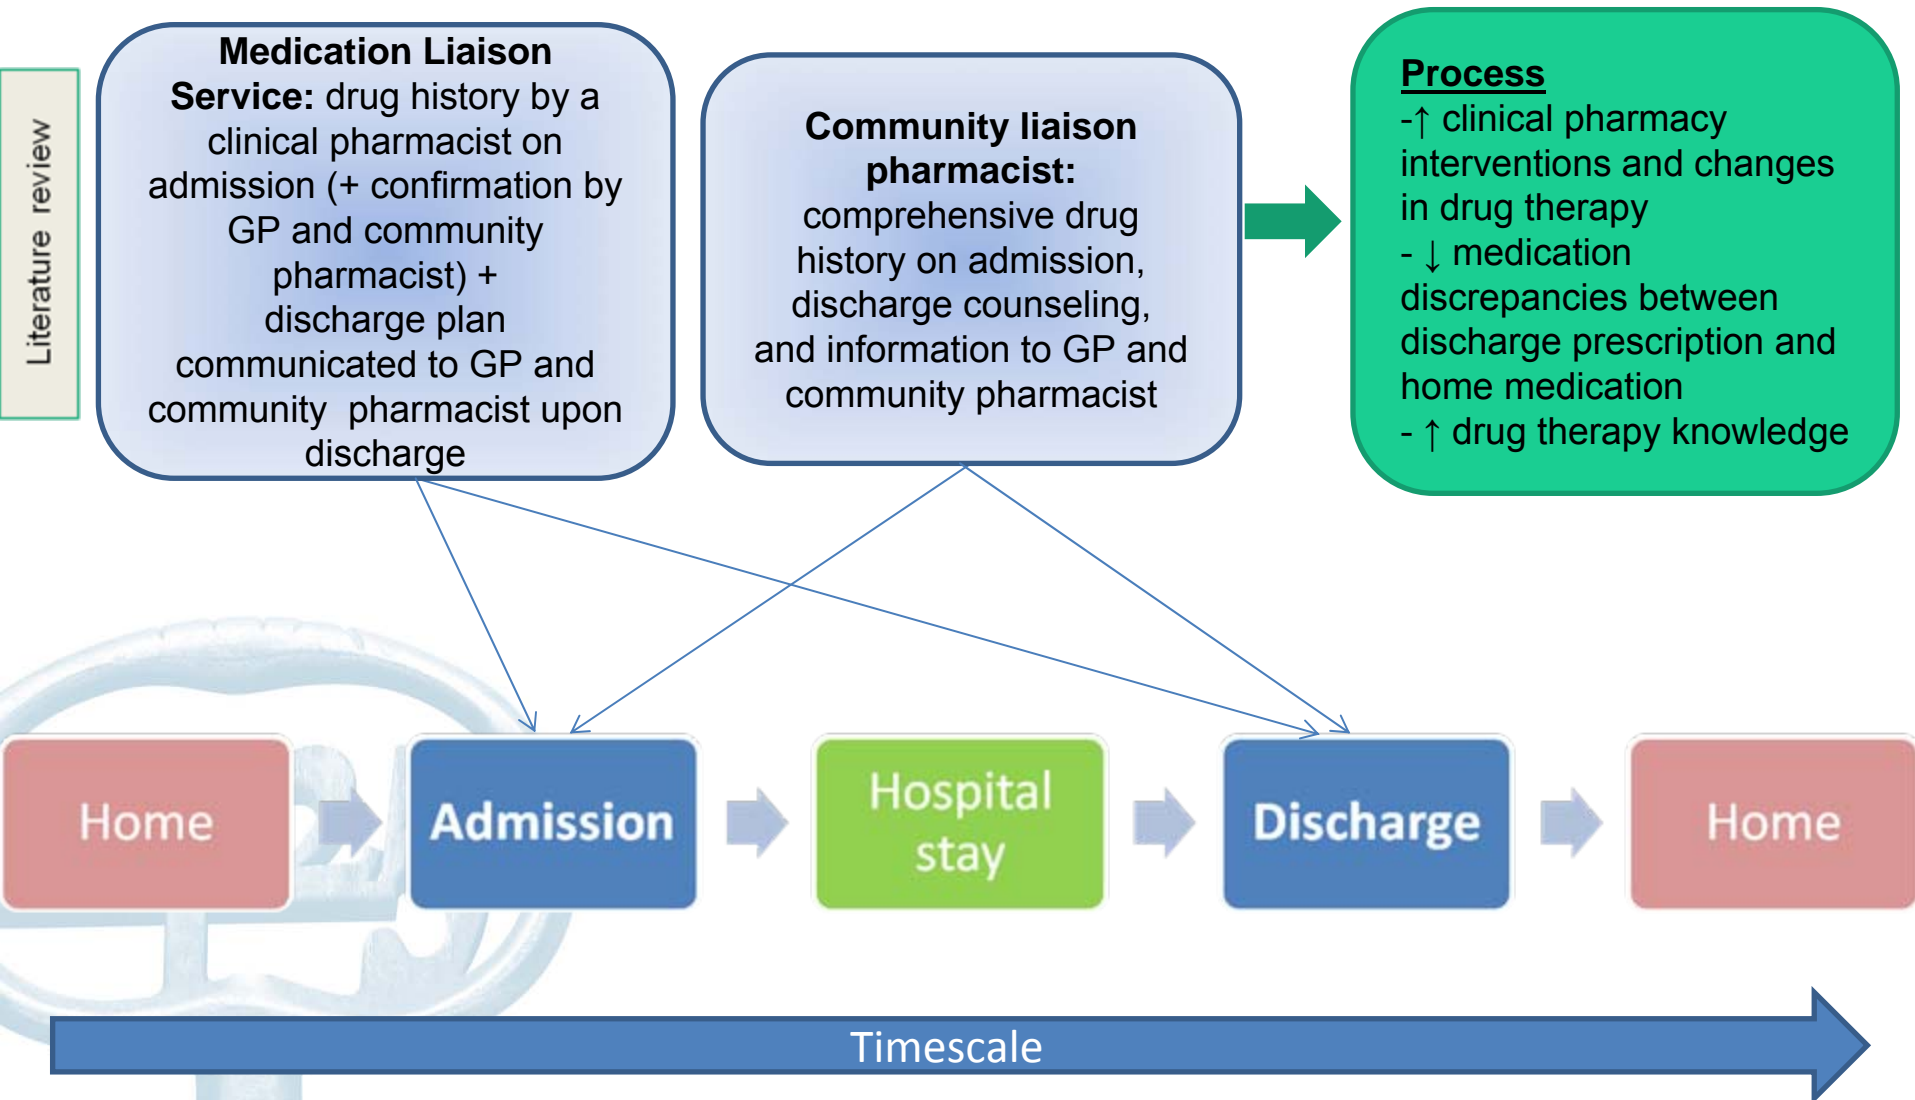 Literature review
Medication Liaison
Service: drug history by a
clinical pharmacist on
admission (+ confirmation by
GP and community
pharmacist) +
discharge plan
communicated to GP and
community pharmacist upon
discharge
Community liaison
pharmacist:
comprehensive drug
history on admission,
discharge counseling,
and information to GP and
community pharmacist
Process
-↑ clinical pharmacy
interventions and changes
in drug therapy
- ↓ medication
discrepancies between
discharge prescription and
home medication
- ↑ drug therapy knowledge
Home
Admission
Hospital
stay
Discharge
Home
Timescale